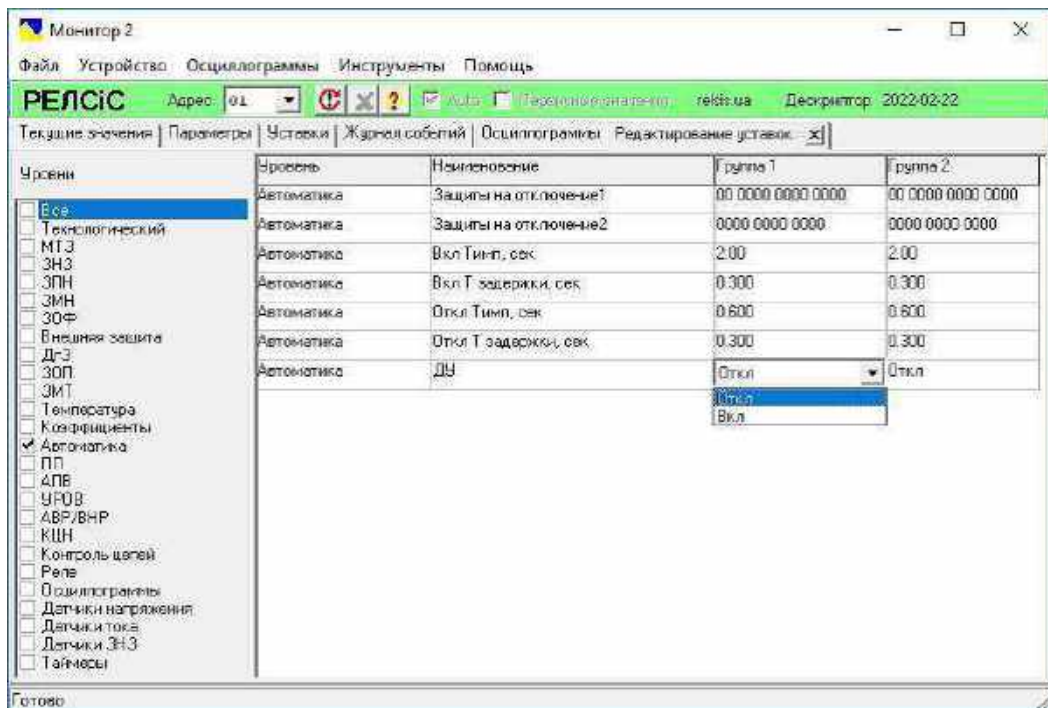 Монитор 2
Файл Устройство Осциллограммы Инструменты Помощь
РЕЛСіС Адрес 01 ? Auto relsis.ua Дескриптор 2022-02-22
Текущие значения Параметры Уставки Журнал событий Осциллограммы Редактирование уставок x
Уровни
Все
Технологический
МТЗ
ЗНЗ
ЗПН
ЗМН
ЗОФ
Внешняя защита
ДгЗ
ЗОП
ЗМТ
Температура
Коэффициенты
Автоматика
ПП
АПВ
УРОВ
АВР/ВНР
КЦН
Контроль цепей
Реле
Осциллограммы
Датчики напряжения
Датчики тока
Датчики ЗНЗ
Таймеры
Уровень Наименование Группа 1 Группа 2
Автоматика Защиты на отключение1 00 0000 0000 0000 00 0000 0000 0000
Автоматика Защиты на отключение2 0000 0000 0000 0000 0000 0000
Автоматика Вкл Тимп, сек 2.00 2.00
Автоматика Вкл Т задержки, сек 0.300 0.300
Автоматика Откл Тимп, сек 0.600 0.600
Автоматика Откл Т задержки, сек 0.300 0.300
Автоматика ДУ Откл Откл
Откл
Вкл
Готово